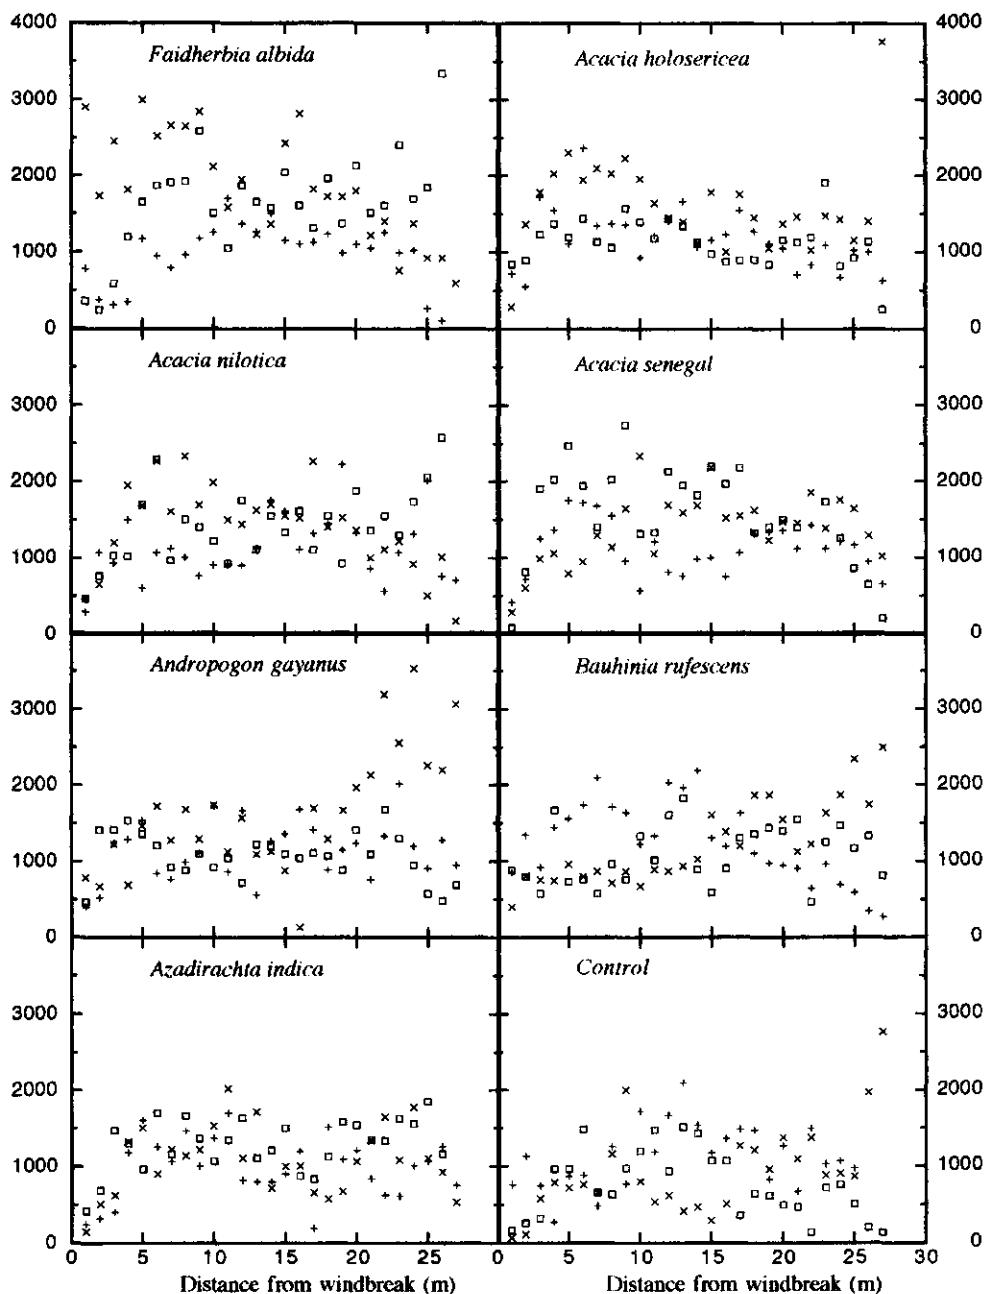 4000
Faidherbia albida
3000
2000
1000
0
Acacia holosericea
4000
3000
2000
1000
0
Acacia nilotica
3000
2000
1000
0
Acacia senegal
3000
2000
1000
0
Andropogon gayanus
3000
2000
1000
0
Bauhinia rufescens
3000
2000
1000
0
Azadirachta indica
3000
2000
1000
0
Control
3000
2000
1000
0
0 5 10 15 20 25
0 5 10 15 20 25 30
Distance from windbreak (m)
Distance from windbreak (m)